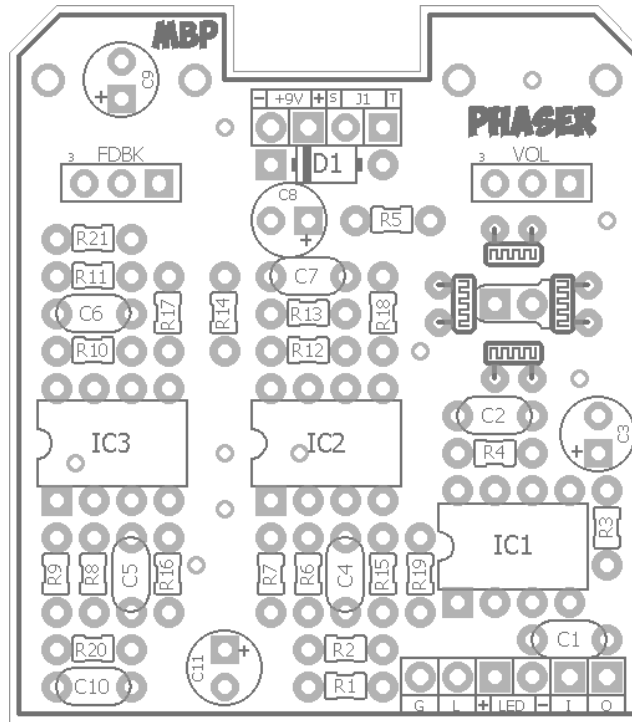 MBP
C9
- +9V + S J1 T
PHASER
3 FDBK
D1
3 VOL
C8
R21
R5
R11
C7
C6
R17
R14
R13
R18
R10
R12
C2
C3
IC3
IC2
R4
IC1
R3
R9
R8
C5
R16
R7
R6
C4
R15
R19
C1
R20
C11
R2
C10
R1
G L + LED - I O